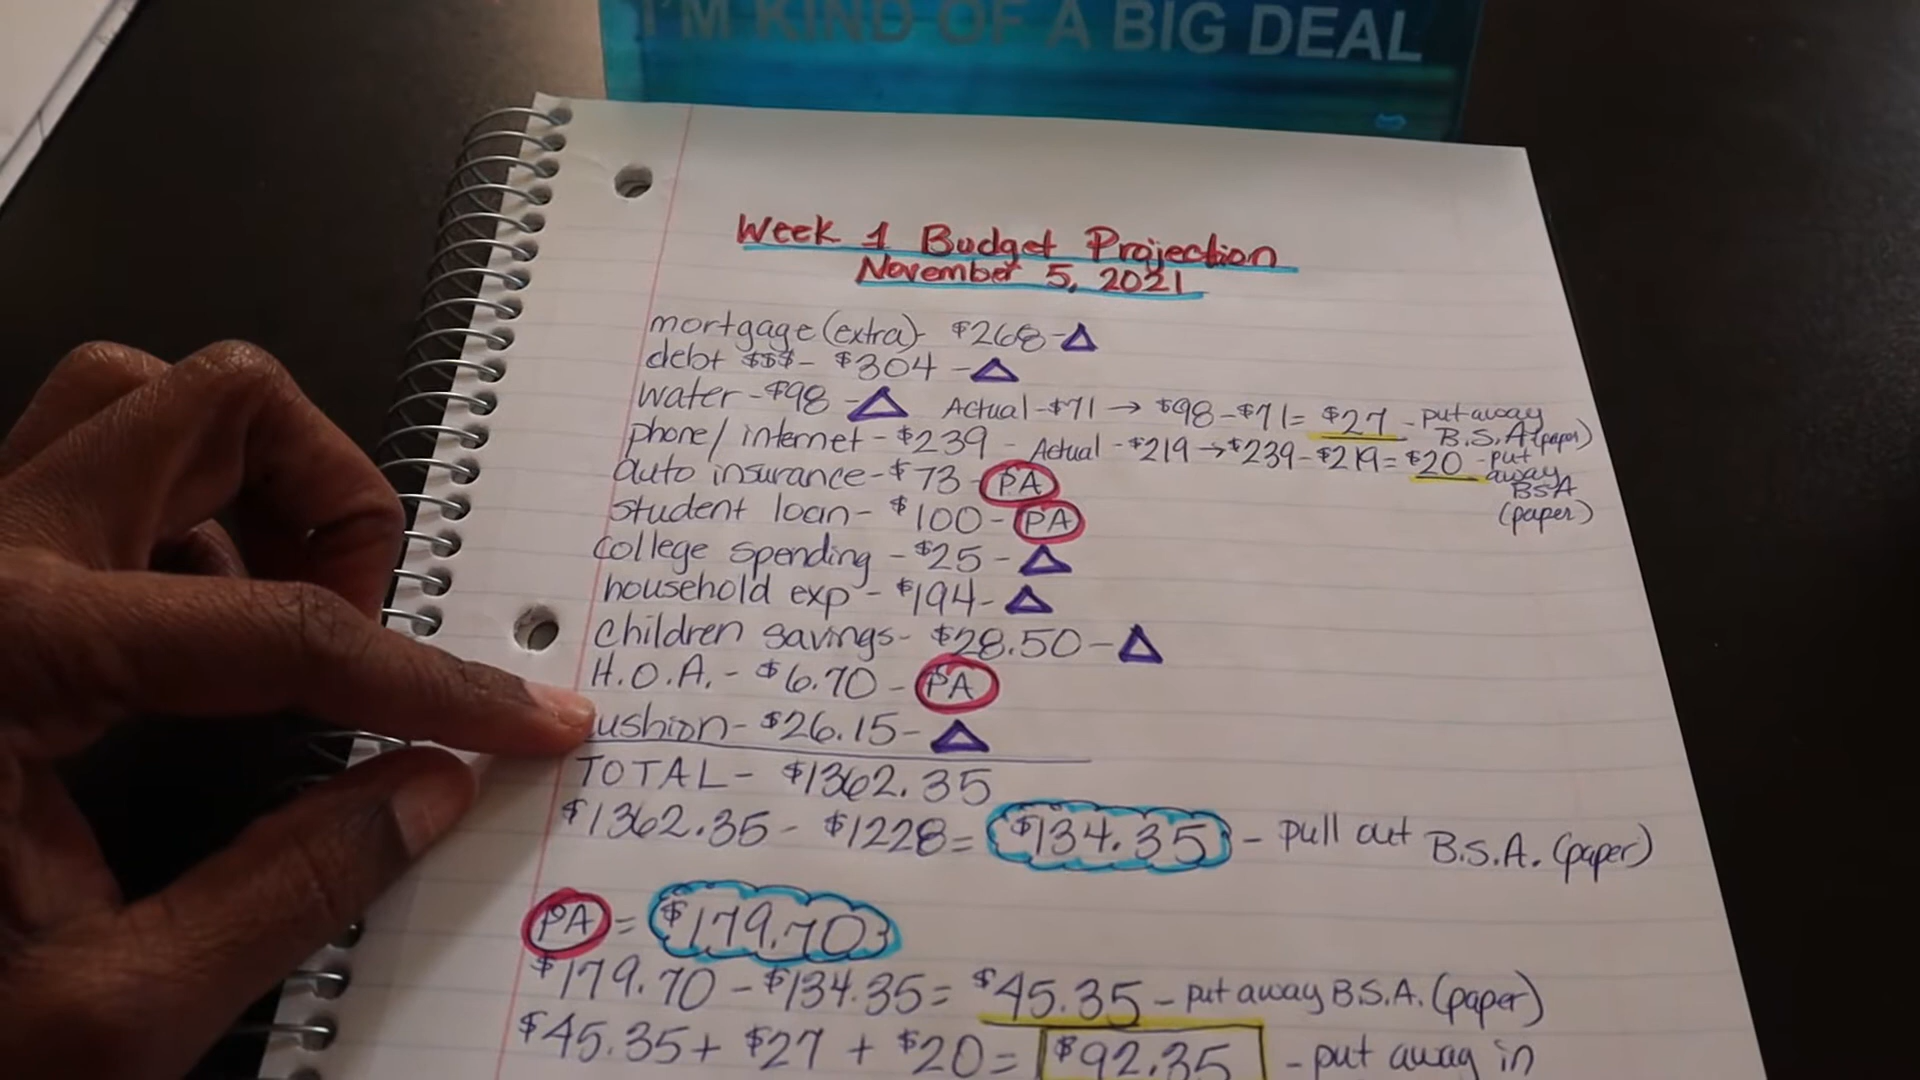 I'M KIND OF A BIG DEAL
Week 1 Budget Projection
November 5, 2021
mortgage (extra) - $268 - △
debt $$$ - $304 - △
water - $98 - △ Actual - $71 → $98 - $71 = $27 - put away B.S.A (paper)
phone/internet - $239 - Actual - $219 → $239 - $219 = $20 - put away BSA (paper)
auto insurance - $73 - PA
student loan - $100 - PA
college spending - $25 - △
household exp - $194 - △
children savings - $28.50 - △
H.O.A. - $6.70 - PA
cushion - $26.15 - △
TOTAL - $1362.35
$1362.35 - $1228 = $134.35 - pull out B.S.A. (paper)
PA = $179.70
$179.70 - $134.35 = $45.35 - put away B.S.A. (paper)
$45.35 + $27 + $20 = $92.35 - put away in